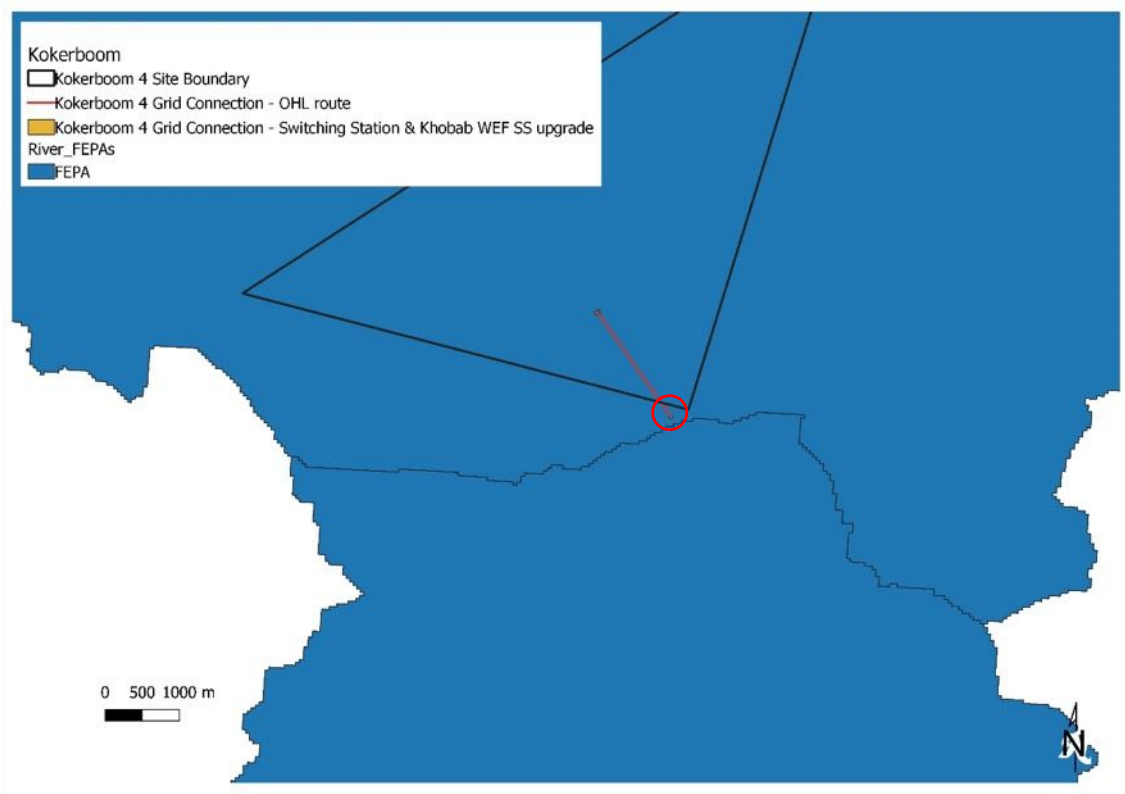 Kokerboom
Kokerboom 4 Site Boundary
Kokerboom 4 Grid Connection - OHL route
Kokerboom 4 Grid Connection - Switching Station & Khobab WEF SS upgrade
River_FEPAs
FEPA
0 500 1000 m
N